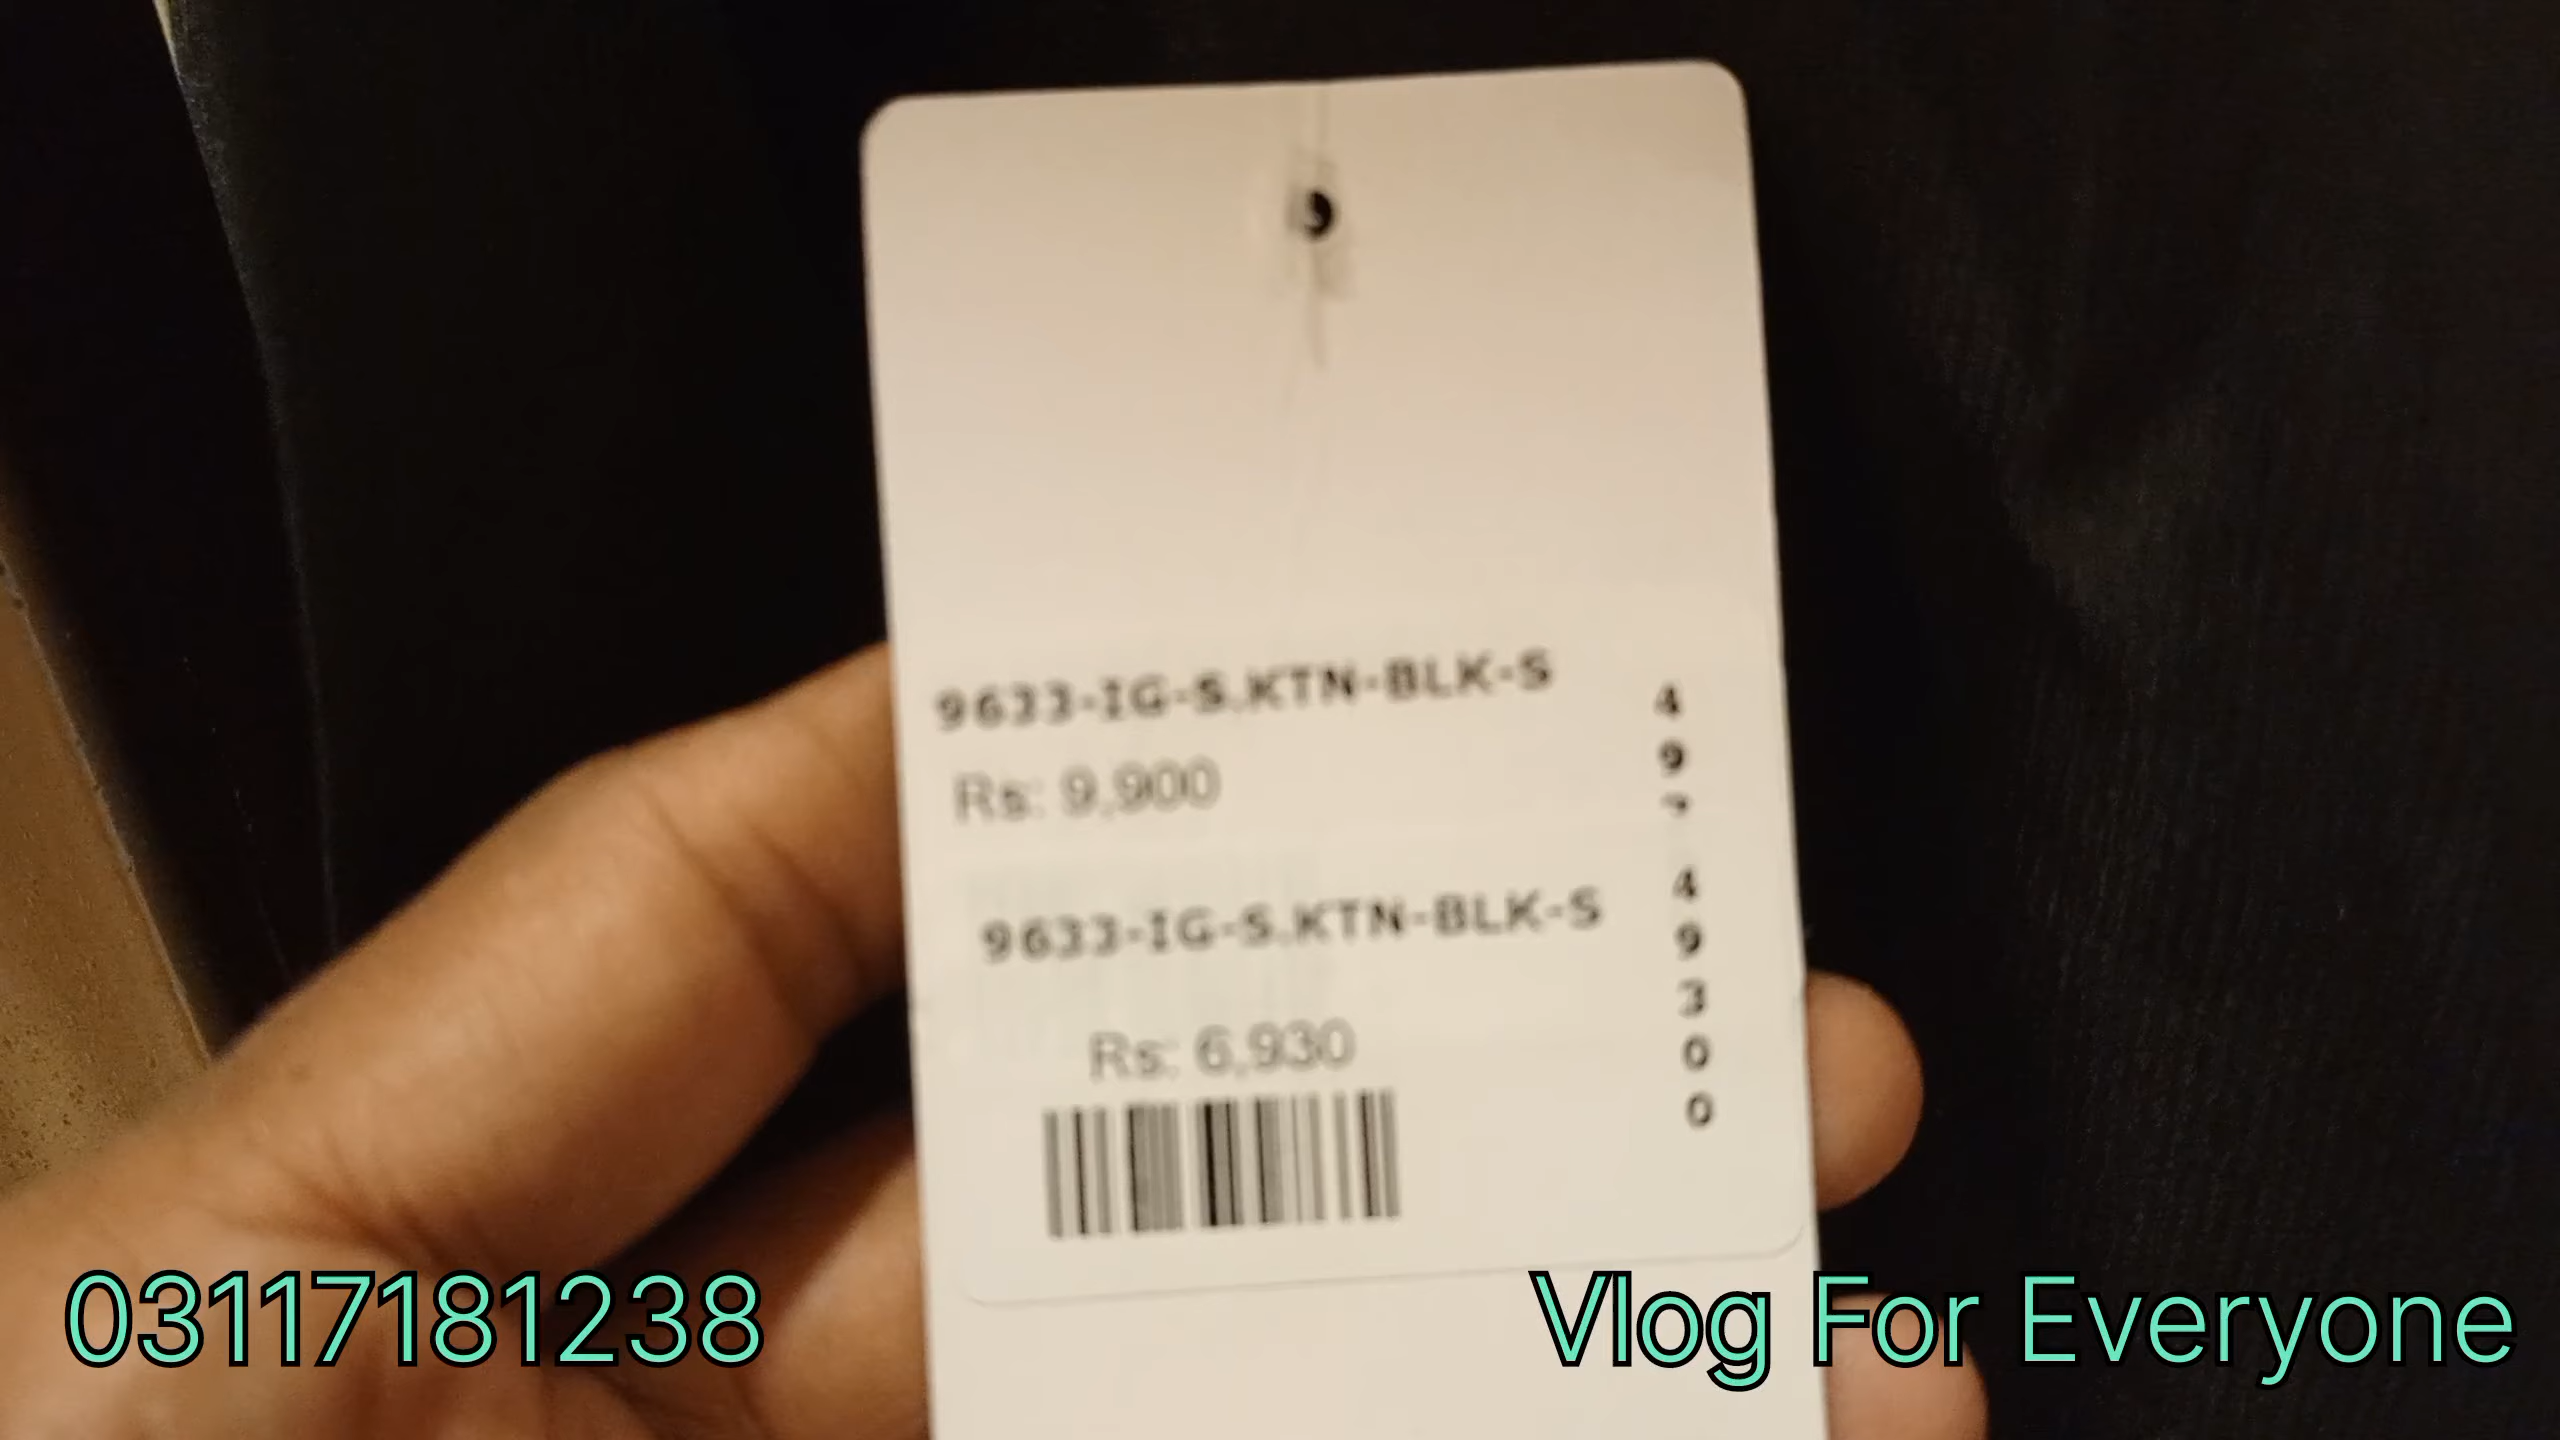 9633-IG-S.KTN-BLK-S
Rs: 9,900
4
9
9633-IG-S.KTN-BLK-S
Rs: 6,930
4
9
3
0
0
03117181238
Vlog For Everyone